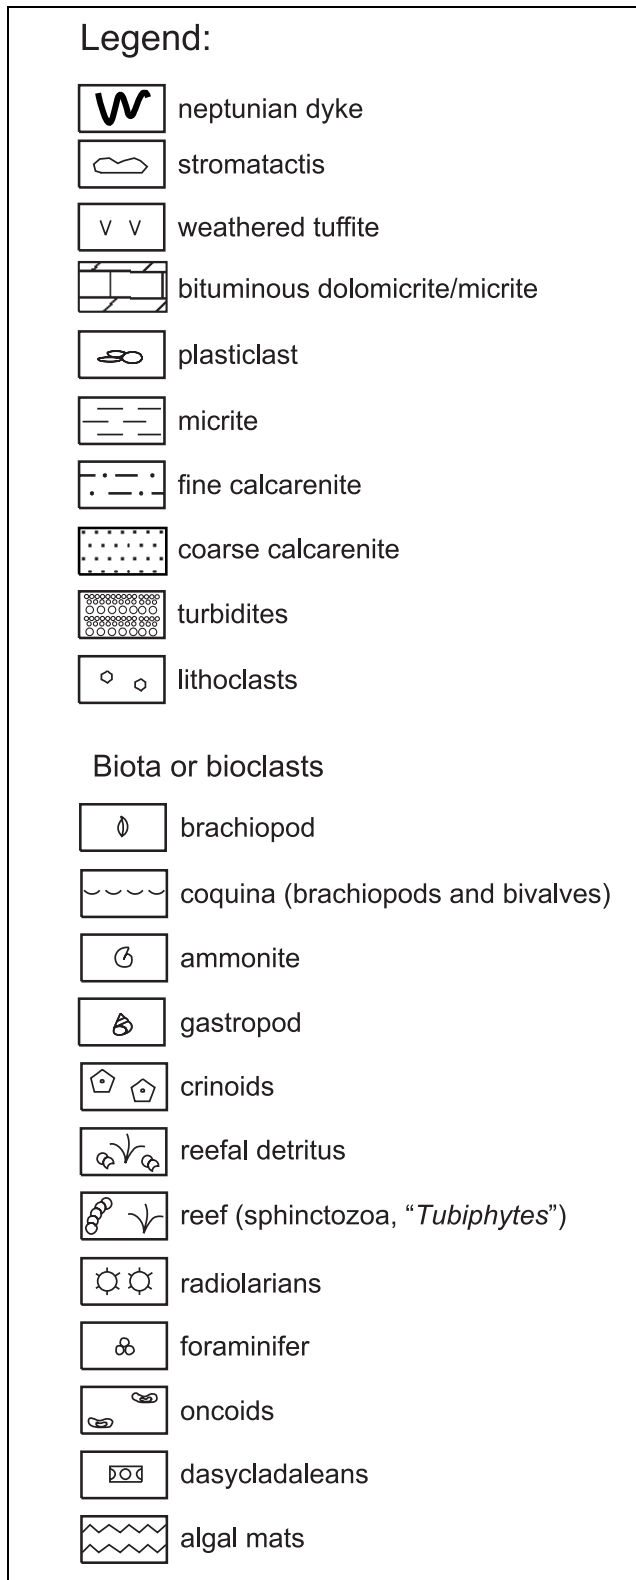 Legend:
neptunian dyke
stromatactis
weathered tuffite
bituminous dolomicrite/micrite
plasticlast
micrite
fine calcarenite
coarse calcarenite
turbidites
lithoclasts
Biota or bioclasts
brachiopod
coquina (brachiopods and bivalves)
ammonite
gastropod
crinoids
reefal detritus
reef (sphinctozoa, “Tubiphytes”)
radiolarians
foraminifer
oncoids
dasycladaleans
algal mats